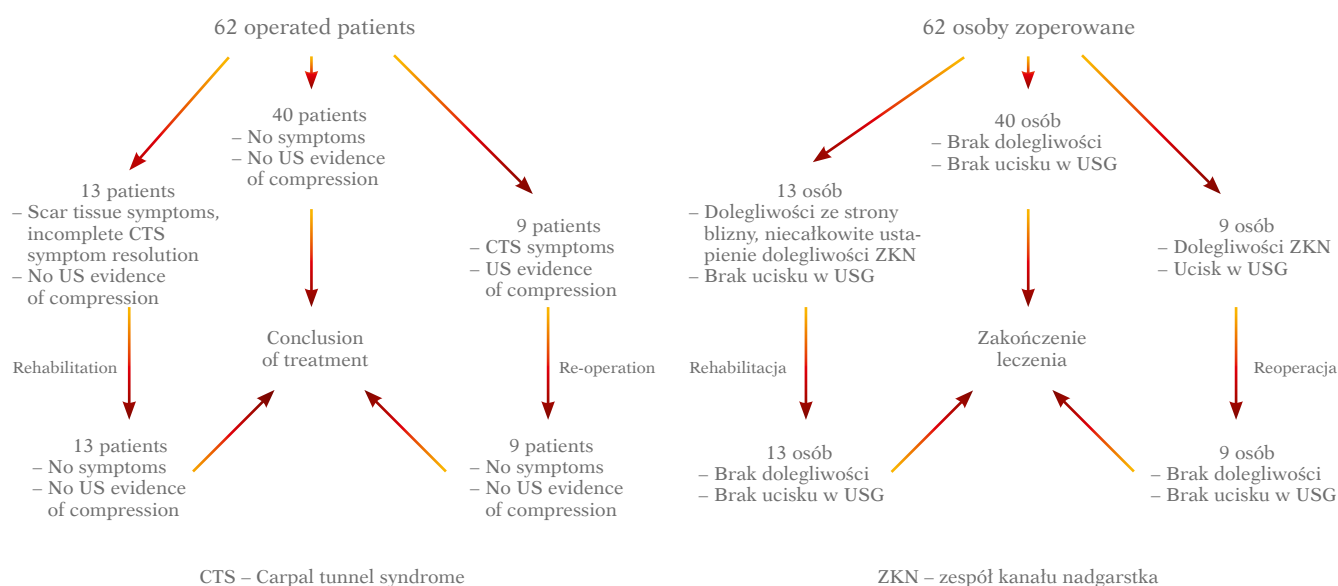 62 operated patients
40 patients
– No symptoms
– No US evidence
of compression
13 patients
– Scar tissue symptoms,
incomplete CTS
symptom resolution
– No US evidence
of compression
9 patients
– CTS symptoms
– US evidence
of compression
Conclusion
of treatment
Rehabilitation
Re-operation
13 patients
– No symptoms
– No US evidence
of compression
9 patients
– No symptoms
– No US evidence
of compression
CTS – Carpal tunnel syndrome
62 osoby zoperowane
40 osób
– Brak dolegliwości
– Brak ucisku w USG
13 osób
– Dolegliwości ze strony
blizny, niecałkowite usta-
pienie dolegliwości ZKN
– Brak ucisku w USG
9 osób
– Dolegliwości ZKN
– Ucisk w USG
Zakończenie
leczenia
Rehabilitacja
Reoperacja
13 osób
– Brak dolegliwości
– Brak ucisku w USG
9 osób
– Brak dolegliwości
– Brak ucisku w USG
ZKN – zespół kanału nadgarstka